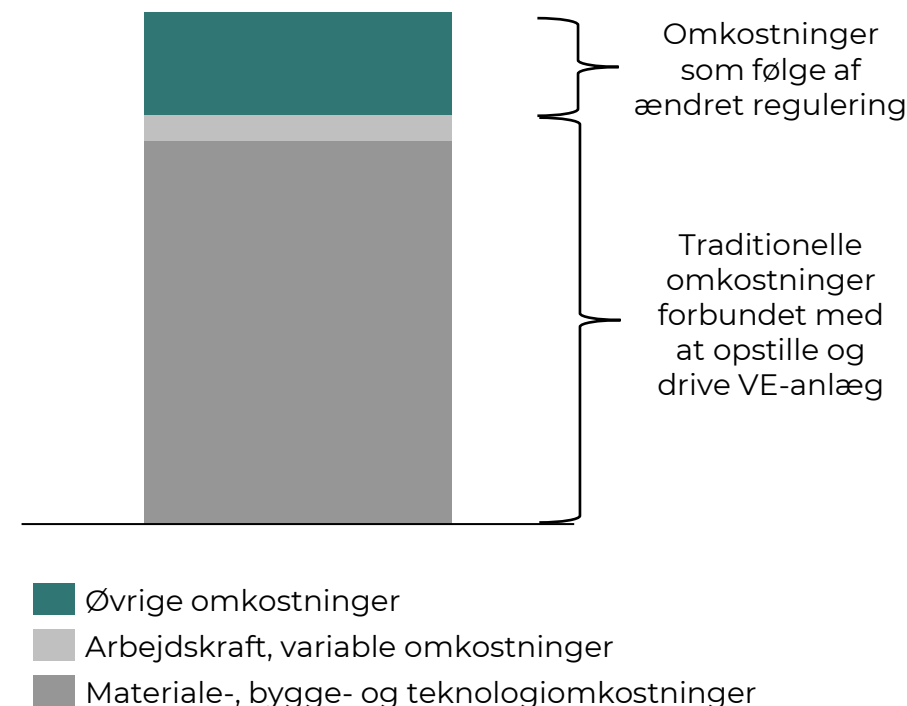 Omkostninger
som følge af
ændret regulering
Traditionelle
omkostninger
forbundet med
at opstille og
drive VE-anlæg
Øvrige omkostninger
Arbejdskraft, variable omkostninger
Materiale-, bygge- og teknologiomkostninger